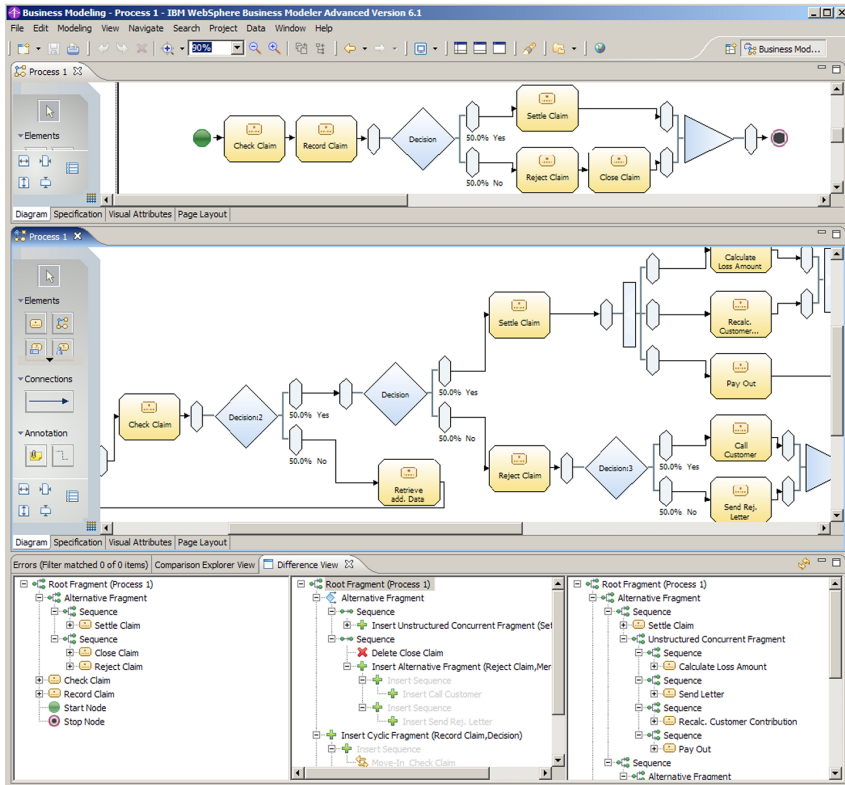 Business Modeling - Process 1 - IBM WebSphere Business Modeler Advanced Version 6.1
File Edit Modeling View Navigate Search Project Data Window Help
90%
Business Mod...
Process 1
Elements
Check Claim
Record Claim
Decision
50.0% Yes
50.0% No
Settle Claim
Reject Claim
Close Claim
Diagram Specification Visual Attributes Page Layout
Process 1
Elements
Connections
Annotation
Check Claim
Decision:2
50.0% Yes
50.0% No
Retrieve
add. Data
Decision
50.0% Yes
50.0% No
Settle Claim
Reject Claim
Calculate
Loss Amount
Recalc.
Customer...
Pay Out
Decision:3
50.0% Yes
50.0% No
Call
Customer
Send Rej.
Letter
Diagram Specification Visual Attributes Page Layout
Errors (Filter matched 0 of 0 items) Comparison Explorer View Difference View
Root Fragment (Process 1)
Alternative Fragment
Sequence
Settle Claim
Sequence
Close Claim
Reject Claim
Check Claim
Record Claim
Start Node
Stop Node
Root Fragment (Process 1)
Alternative Fragment
Sequence
Insert Unstructured Concurrent Fragment (Se
Sequence
Delete Close Claim
Insert Alternative Fragment (Reject Claim,Mer
Insert Sequence
Insert Call Customer
Insert Sequence
Insert Send Rej. Letter
Insert Cyclic Fragment (Record Claim,Decision)
Insert Sequence
Move-In Check Claim
Root Fragment (Process 1)
Alternative Fragment
Sequence
Settle Claim
Unstructured Concurrent Fragment
Sequence
Calculate Loss Amount
Sequence
Send Letter
Sequence
Recalc. Customer Contribution
Sequence
Pay Out
Sequence
Alternative Fragment